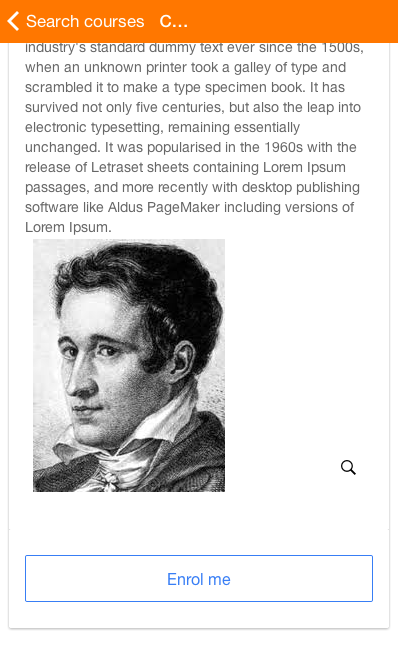 Search courses C...
industry's standard dummy text ever since the 1500s,
when an unknown printer took a galley of type and
scrambled it to make a type specimen book. It has
survived not only five centuries, but also the leap into
electronic typesetting, remaining essentially
unchanged. It was popularised in the 1960s with the
release of Letraset sheets containing Lorem Ipsum
passages, and more recently with desktop publishing
software like Aldus PageMaker including versions of
Lorem Ipsum.
Enrol me